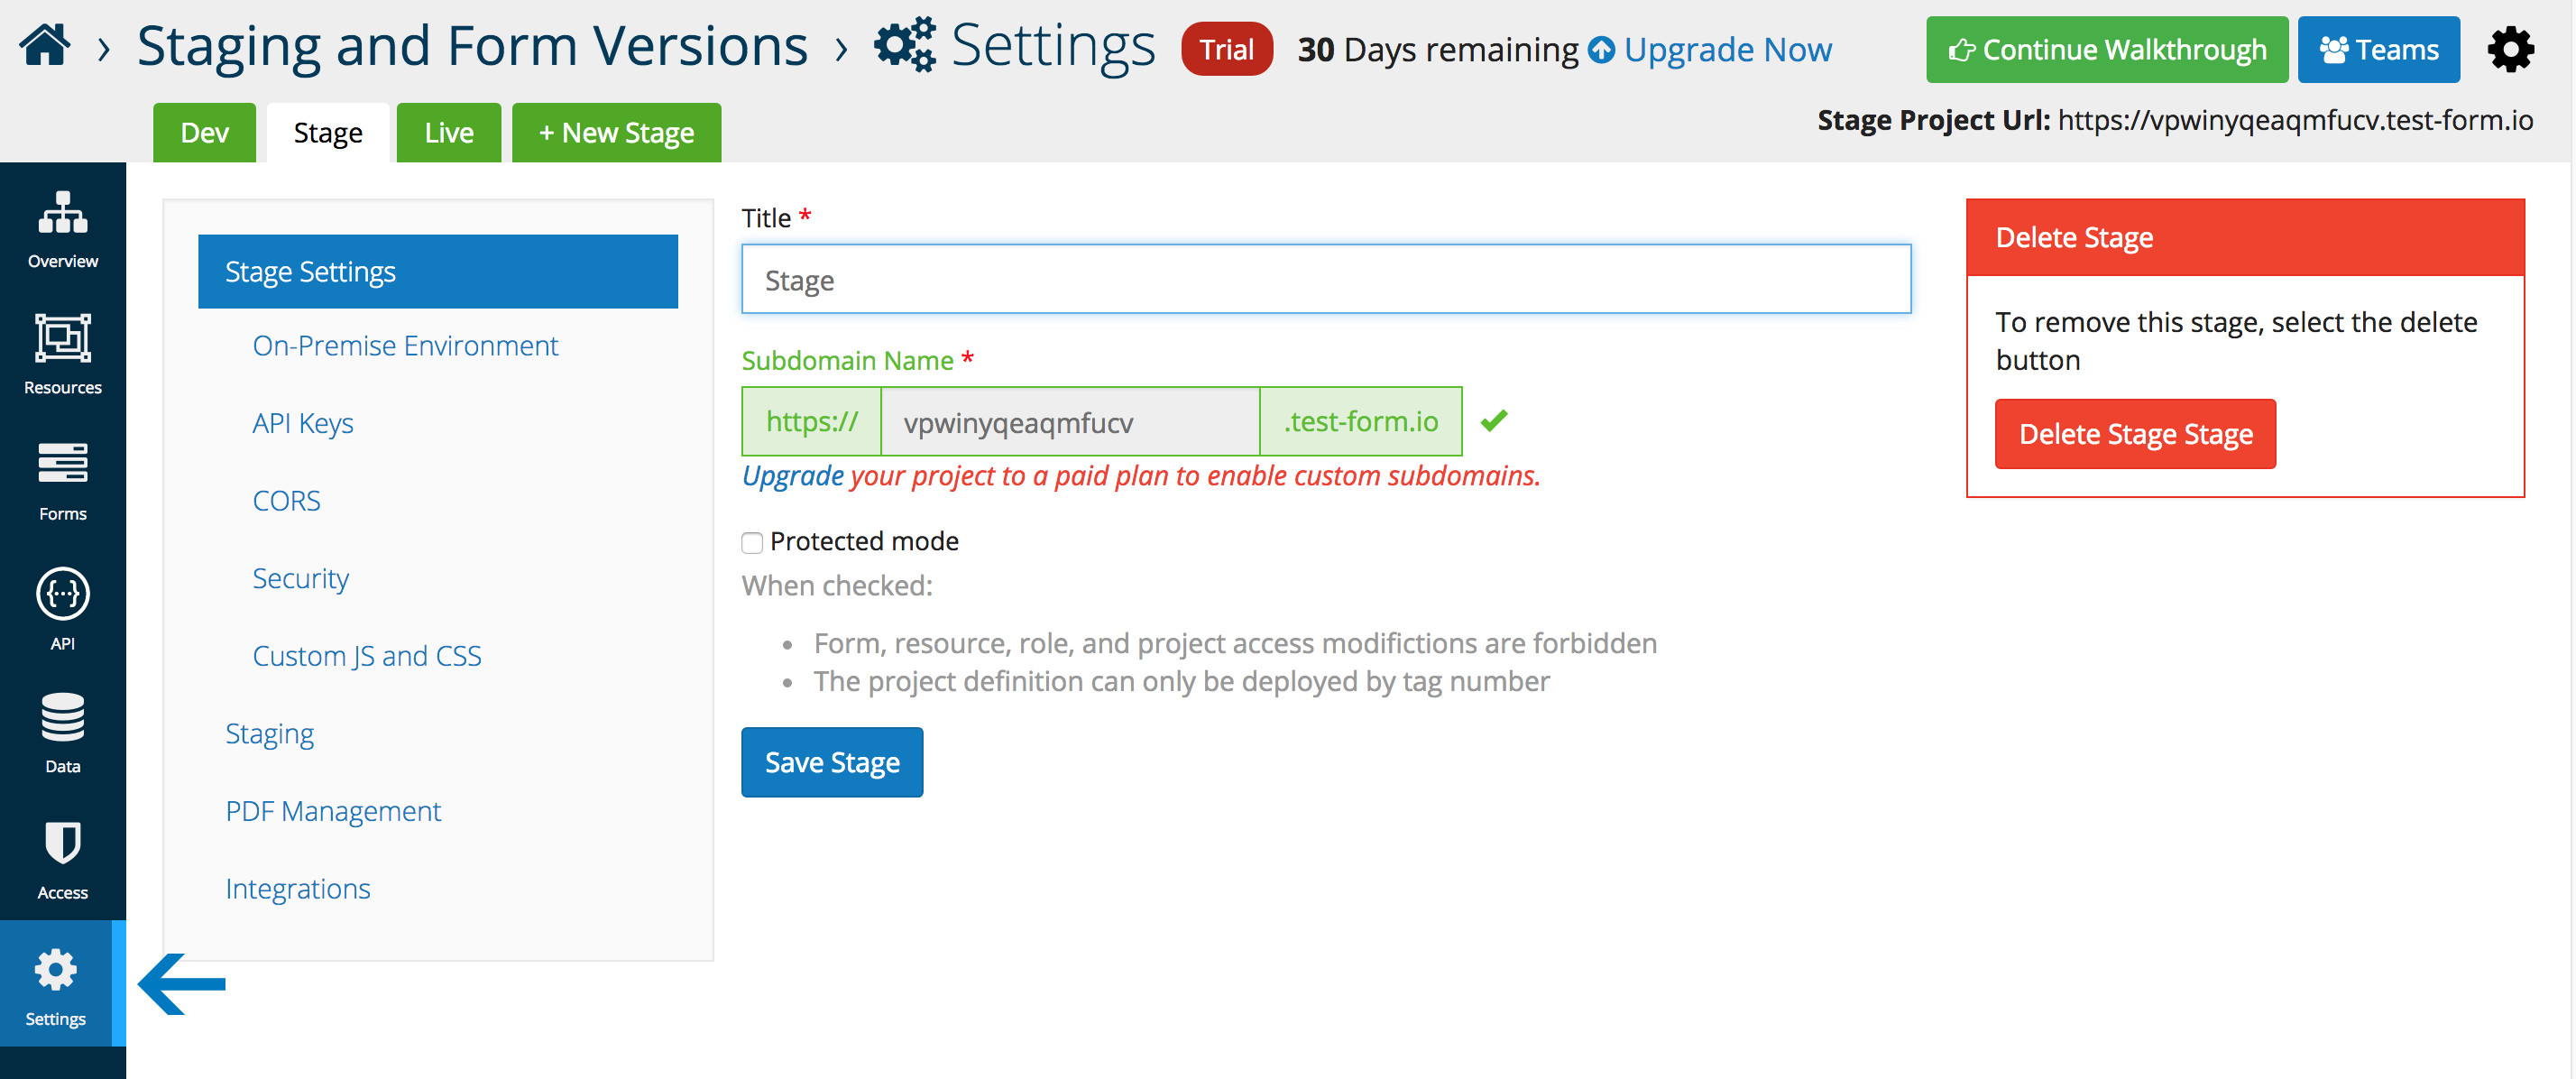 › Staging and Form Versions › Settings Trial 30 Days remaining Upgrade Now Continue Walkthrough Teams
Dev Stage Live + New Stage Stage Project Url: https://vpwinyqeaqmfucv.test-form.io
Overview
Resources
Forms
API
Data
Access
Settings
Stage Settings
On-Premise Environment
API Keys
CORS
Security
Custom JS and CSS
Staging
PDF Management
Integrations
Title *
Stage
Subdomain Name *
https:// vpwinyqeaqmfucv .test-form.io
Upgrade your project to a paid plan to enable custom subdomains.
Protected mode
When checked:
• Form, resource, role, and project access modifictions are forbidden
• The project definition can only be deployed by tag number
Save Stage
Delete Stage
To remove this stage, select the delete
button
Delete Stage Stage